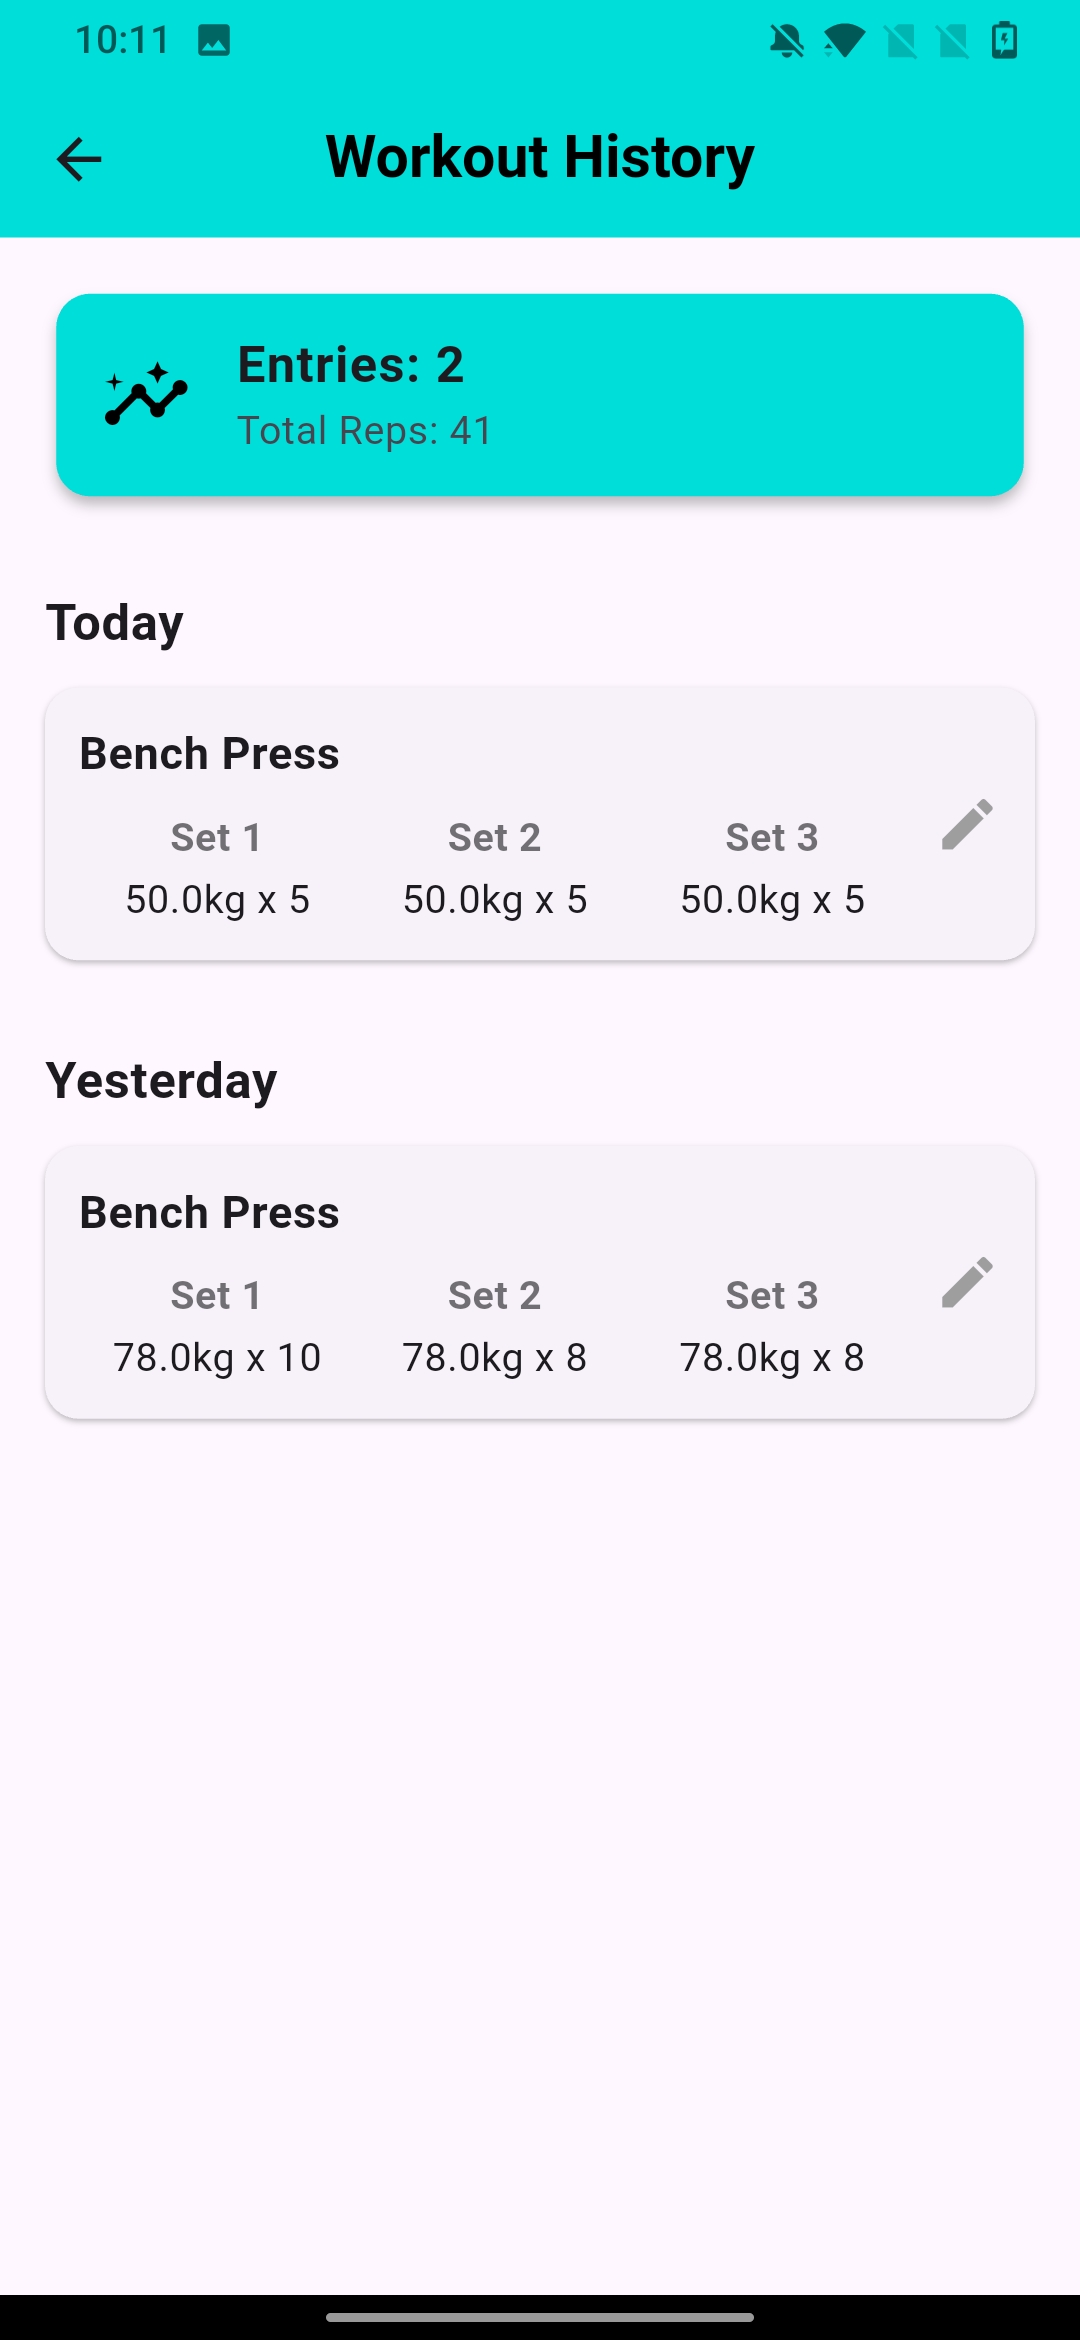 10:11
Workout History
Entries: 2
Total Reps: 41
Today
Bench Press
Set 1 Set 2 Set 3
50.0kg x 5 50.0kg x 5 50.0kg x 5
Yesterday
Bench Press
Set 1 Set 2 Set 3
78.0kg x 10 78.0kg x 8 78.0kg x 8